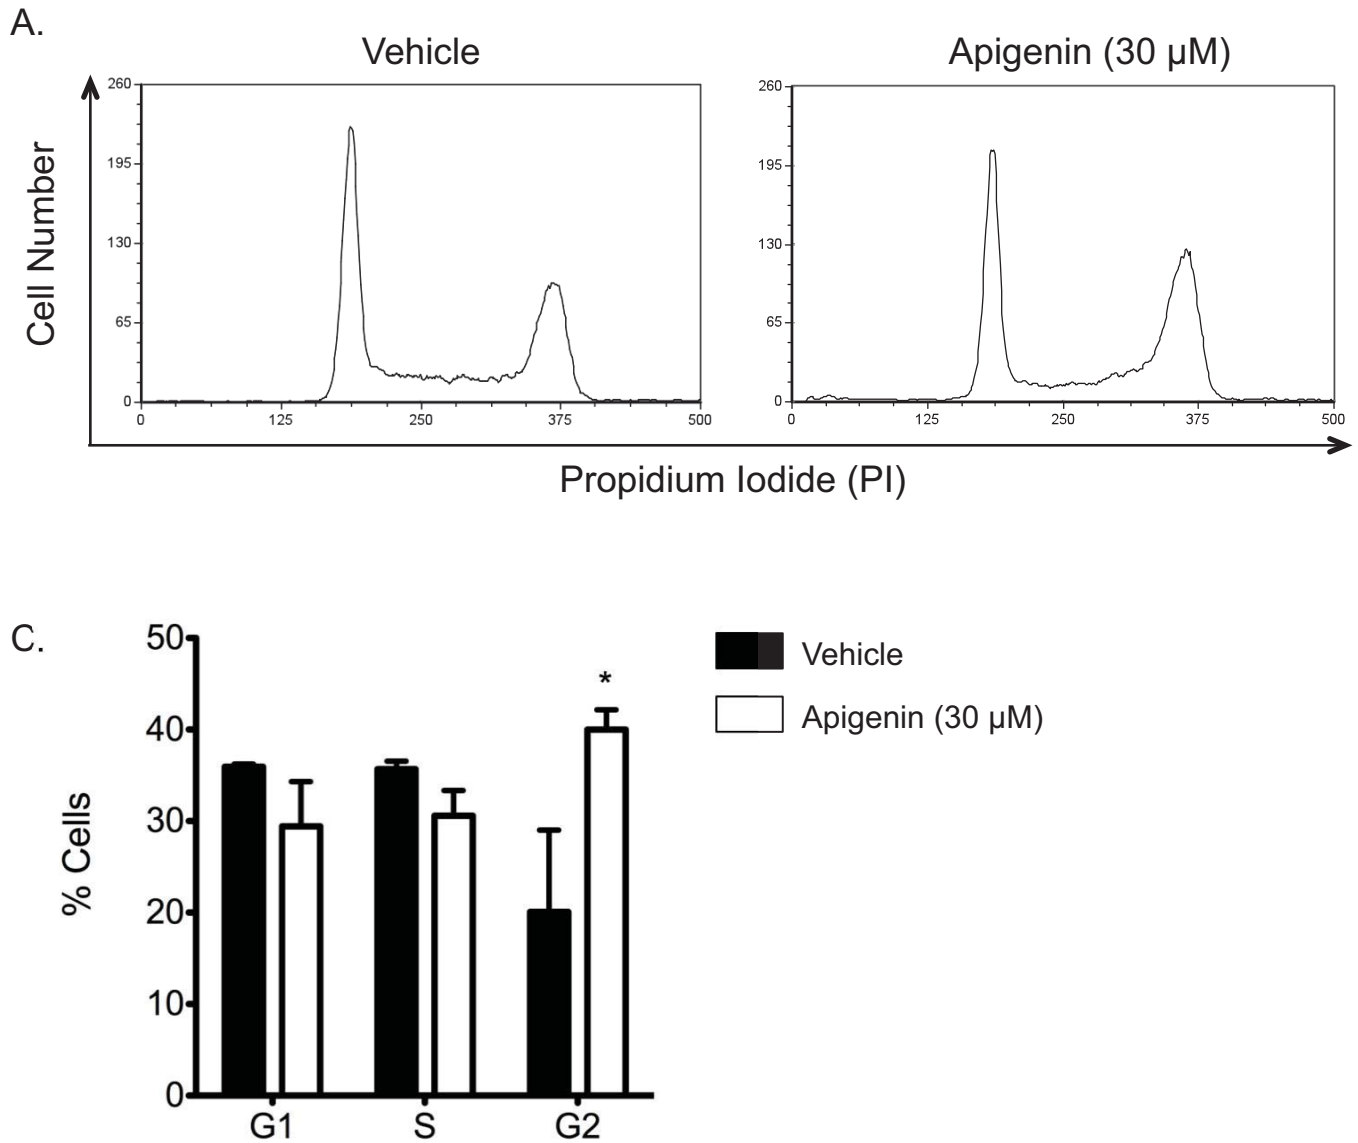 A.
Vehicle Apigenin (30 µM)
Cell Number
260
195
130
65
0
0 125 250 375 500
260
195
130
65
0
0 125 250 375 500
Propidium Iodide (PI)
C.
% Cells
50
40
30
20
10
0
*
G1 S G2
Vehicle
Apigenin (30 µM)